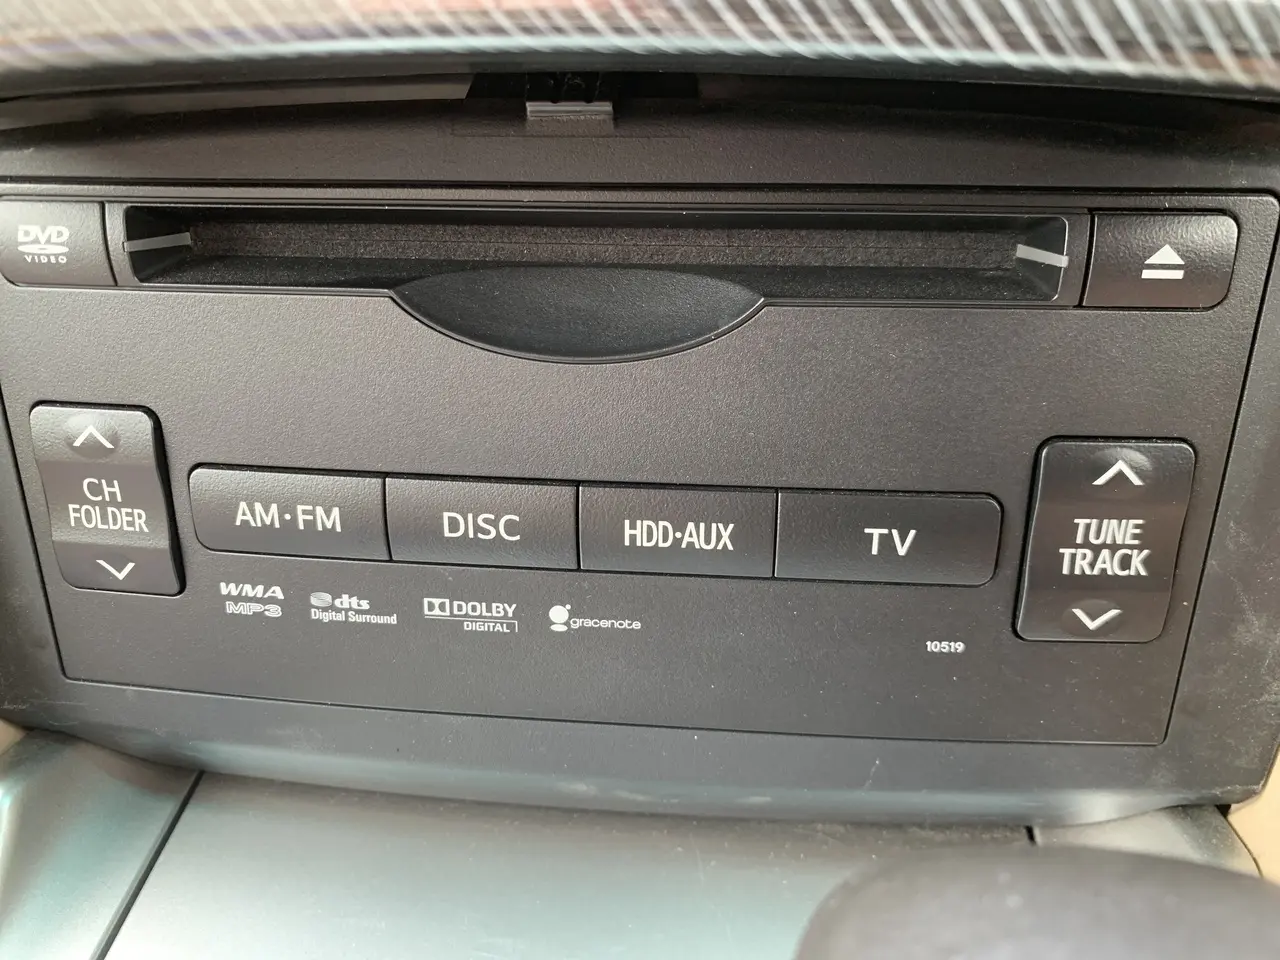 DVD
VIDEO
CH
FOLDER
AM·FM
DISC
HDD·AUX
TV
TUNE
TRACK
WMA
MP3
dts
Digital Surround
DOLBY
DIGITAL
gracenote
10519